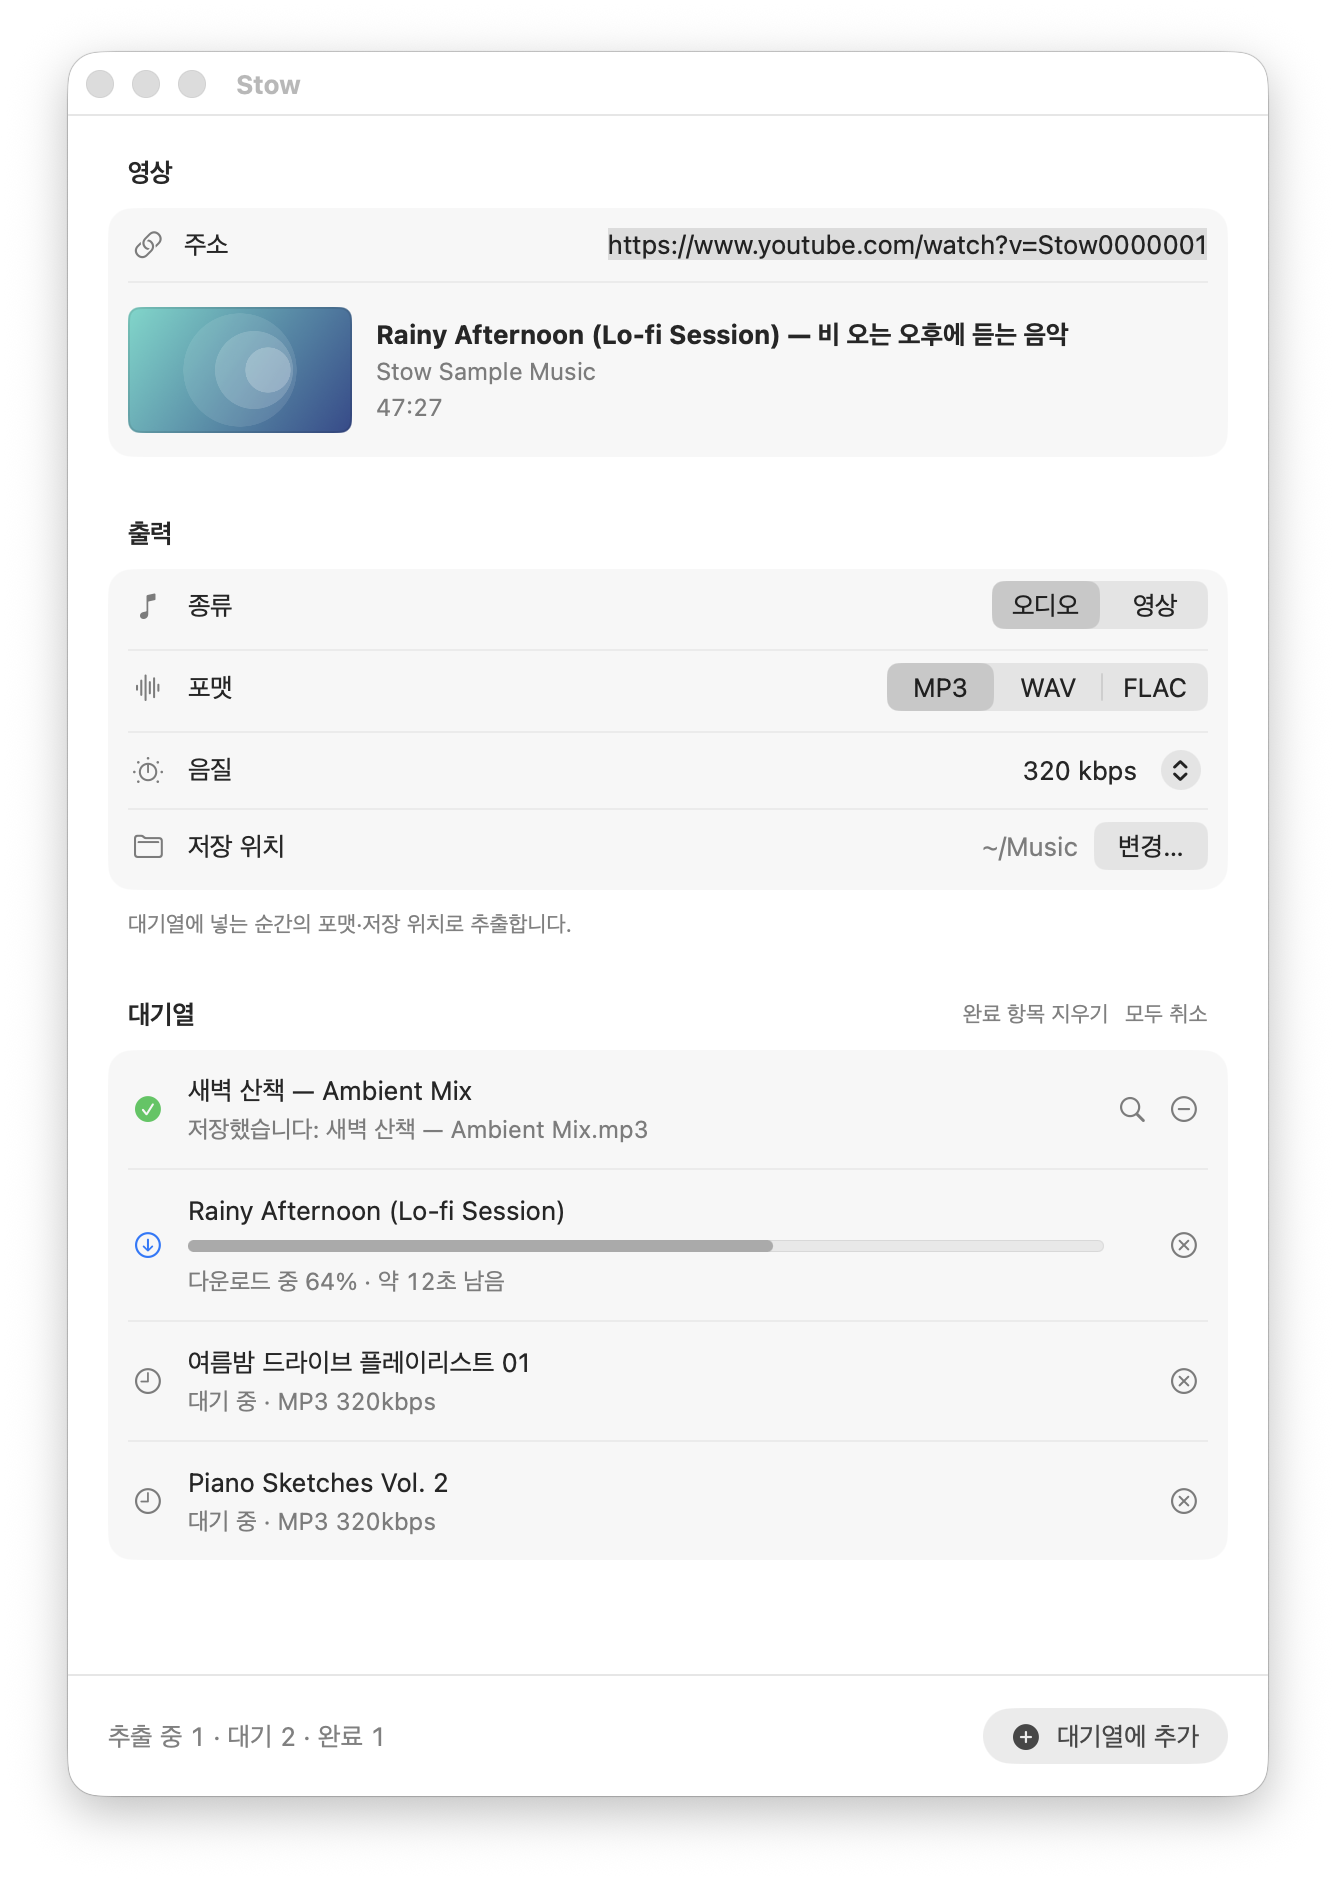 Stow
영상
주소
https://www.youtube.com/watch?v=Stow0000001
Rainy Afternoon (Lo-fi Session) — 비 오는 오후에 듣는 음악
Stow Sample Music
47:27
출력
종류
오디오 영상
포맷
MP3 WAV FLAC
음질
320 kbps
저장 위치
~/Music 변경...
대기열에 넣는 순간의 포맷·저장 위치로 추출합니다.
대기열
완료 항목 지우기 모두 취소
새벽 산책 — Ambient Mix
저장했습니다: 새벽 산책 — Ambient Mix.mp3
Rainy Afternoon (Lo-fi Session)
다운로드 중 64% · 약 12초 남음
여름밤 드라이브 플레이리스트 01
대기 중 · MP3 320kbps
Piano Sketches Vol. 2
대기 중 · MP3 320kbps
추출 중 1 · 대기 2 · 완료 1
대기열에 추가